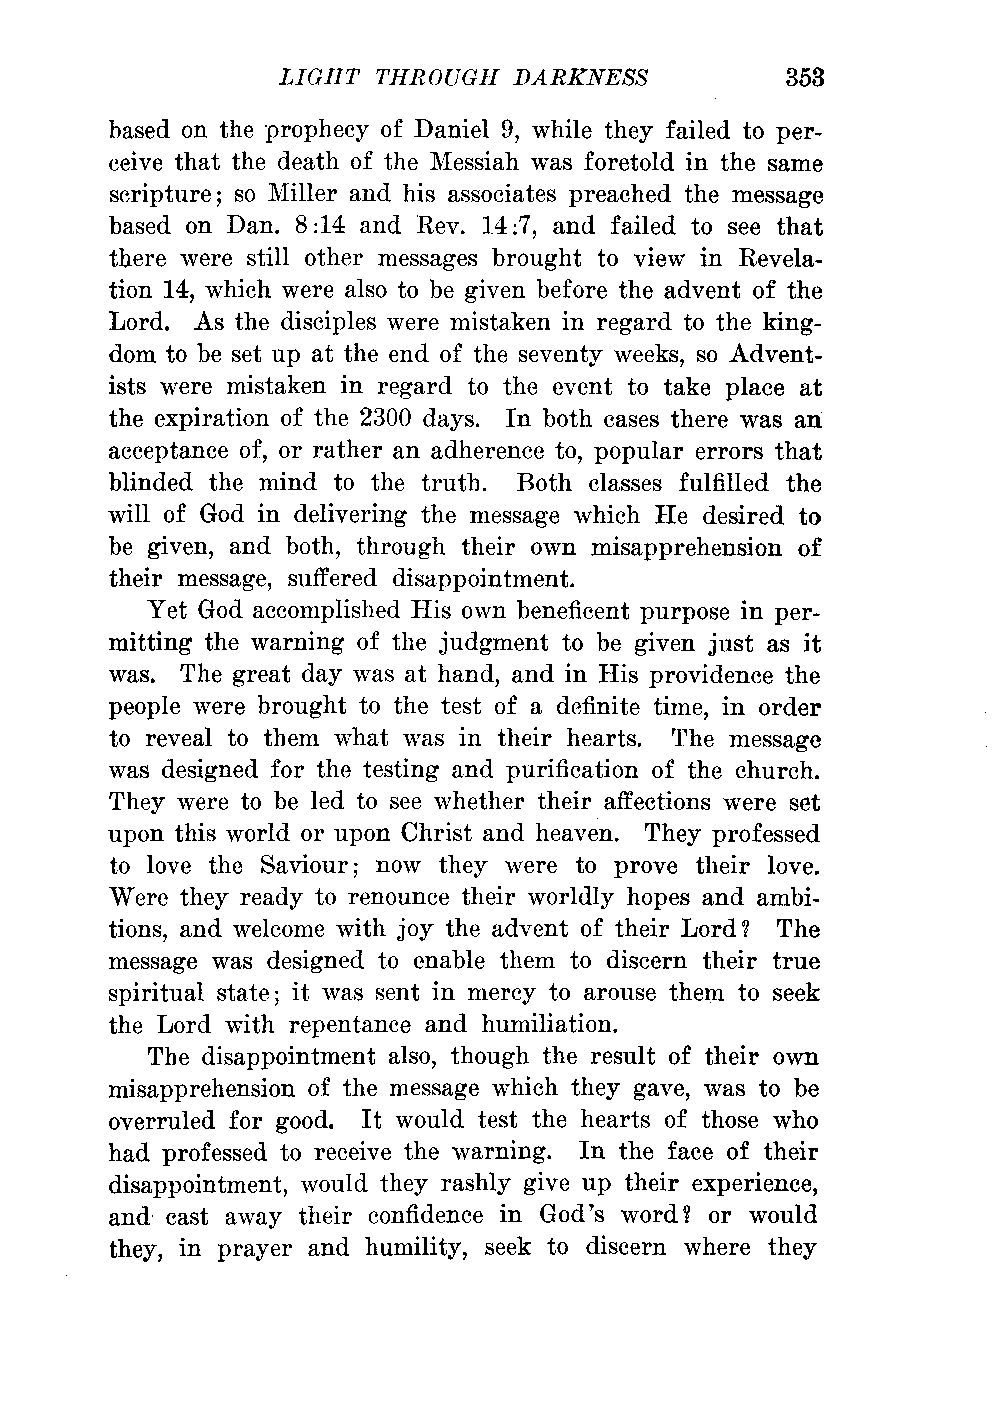 LIGHT THROUGH DARKNESS 353
based on the prophecy of Daniel 9, while they failed to per-
ceive that the death of the Messiah was foretold in the same
scripture; so Miller and his associates preached the message
based on Dan. 8:14 and Rev. 14:7, and failed to see that
there were still other messages brought to view in Revela-
tion 14, which were also to be given before the advent of the
Lord. As the disciples were mistaken in regard to the king-
dom to be set up at the end of the seventy weeks, so Advent-
ists were mistaken in regard to the event to take place at
the expiration of the 2300 days. In both cases there was an
acceptance of, or rather an adherence to, popular errors that
blinded the mind to the truth. Both classes fulfilled the
will of God in delivering the message which He desired to
be given, and both, through their own misapprehension of
their message, suffered disappointment.
Yet God accomplished His own beneficent purpose in per-
mitting the warning of the judgment to be given just as it
was. The great day was at hand, and in His providence the
people were brought to the test of a definite time, in order
to reveal to them what was in their hearts. The message
was designed for the testing and purification of the church.
They were to be led to see whether their affections were set
upon this world or upon Christ and heaven. They professed
to love the Saviour; now they were to prove their love.
Were they ready to renounce their worldly hopes and ambi-
tions, and welcome with joy the advent of their Lord? The
message was designed to enable them to discern their true
spiritual state; it was sent in mercy to arouse them to seek
the Lord with repentance and humiliation.
The disappointment also, though the result of their own
misapprehension of the message which they gave, was to be
overruled for good. It would test the hearts of those who
had professed to receive the warning. In the face of their
disappointment, would they rashly give up their experience,
and cast away their confidence in God's word? or would
they, in prayer and humility, seek to discern where they